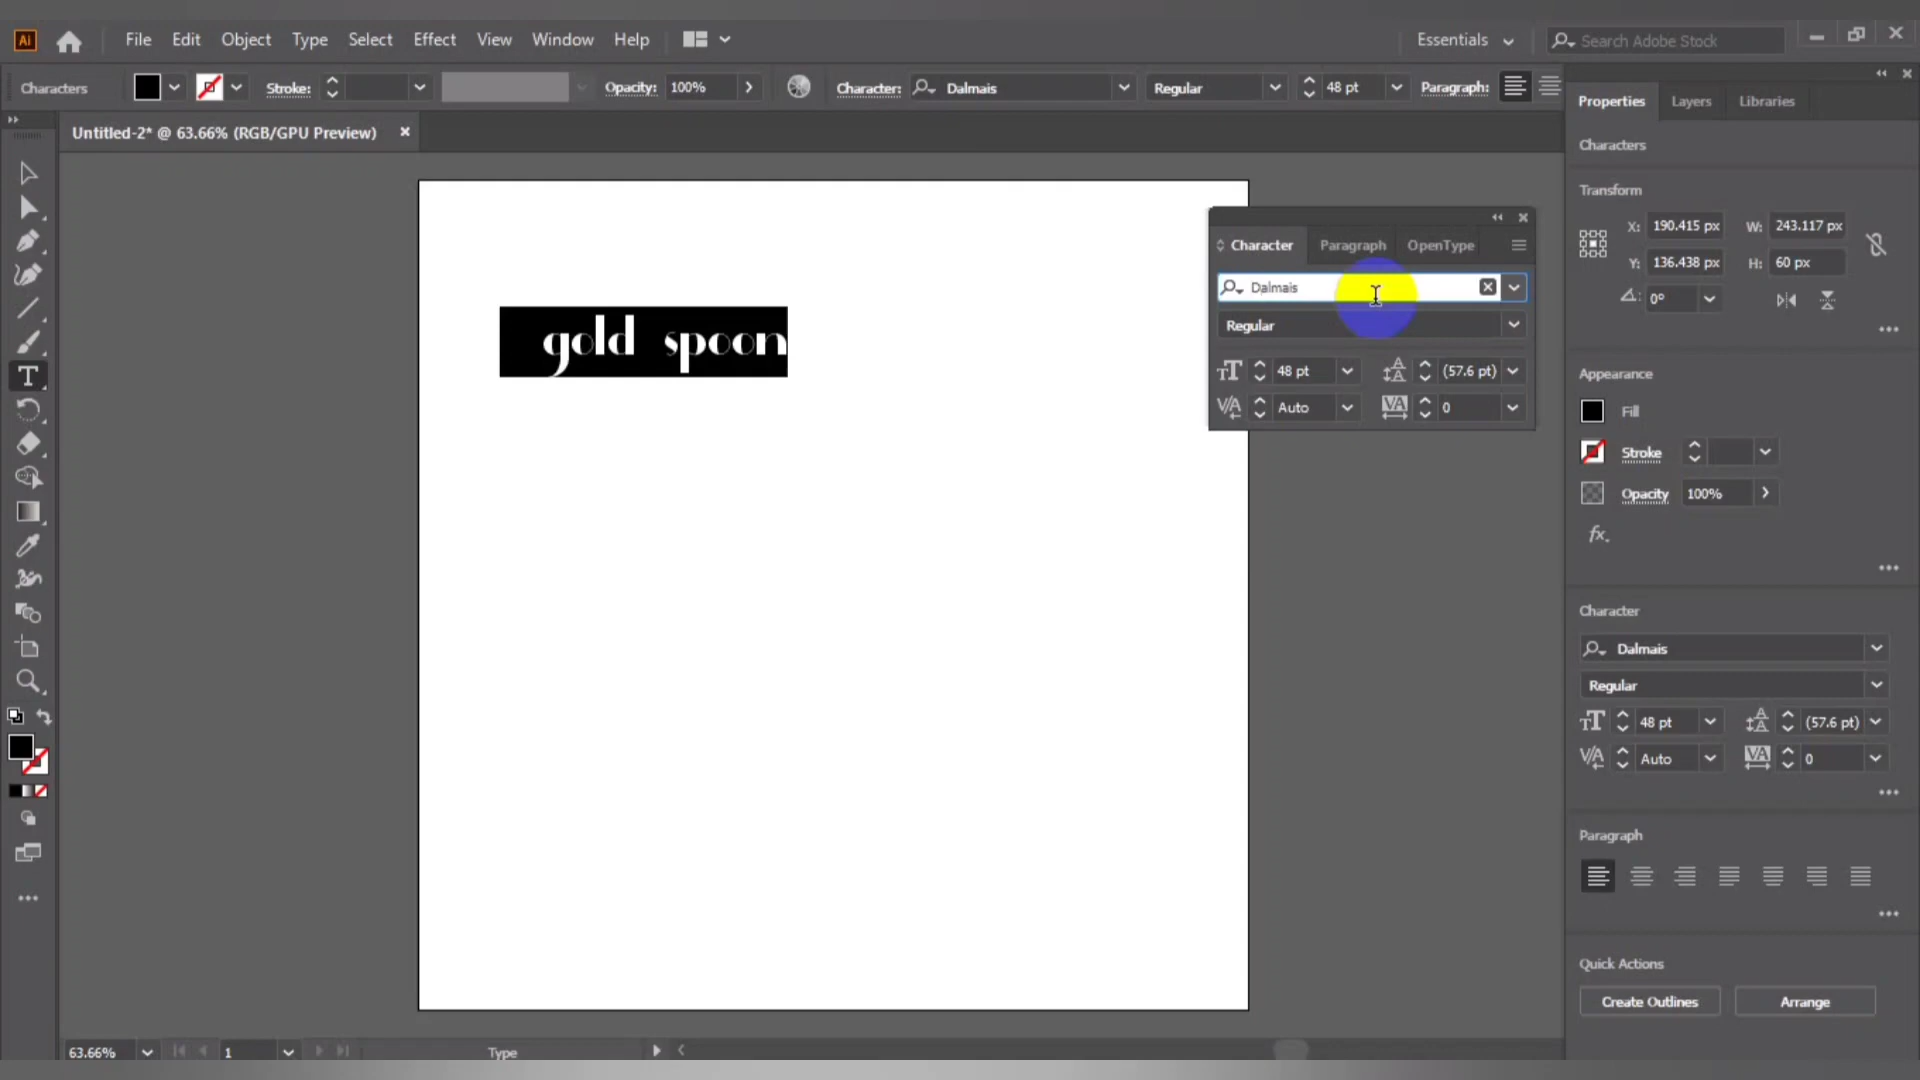 Ai File Edit Object Type Select Effect View Window Help Essentials Search Adobe Stock
Characters Stroke: Opacity: 100% Character: Dalmais Regular 48 pt Paragraph:
Untitled-2* @ 63.66% (RGB/GPU Preview)
gold spoon
Character Paragraph OpenType
Dalmais
Regular
48 pt (57.6 pt)
Auto 0
Properties Layers Libraries
Characters
Transform
X: 190.415 px W: 243.117 px
Y: 136.438 px H: 60 px
0°
Appearance
Fill
Stroke
Opacity 100%
fx.
Character
Dalmais
Regular
48 pt (57.6 pt)
Auto 0
Paragraph
Quick Actions
Create Outlines Arrange
63.66% 1 Type